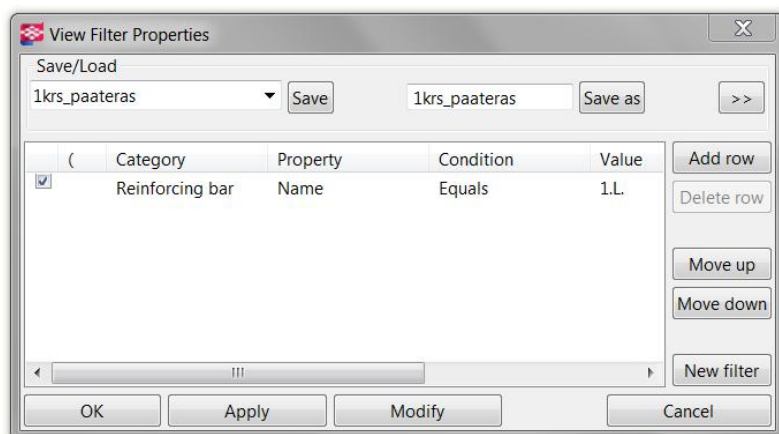 View Filter Properties
Save/Load
1krs_paateras Save 1krs_paateras Save as >>
( Category Property Condition Value Add row
Reinforcing bar Name Equals 1.L.
Delete row
Move up
Move down
New filter
OK Apply Modify Cancel